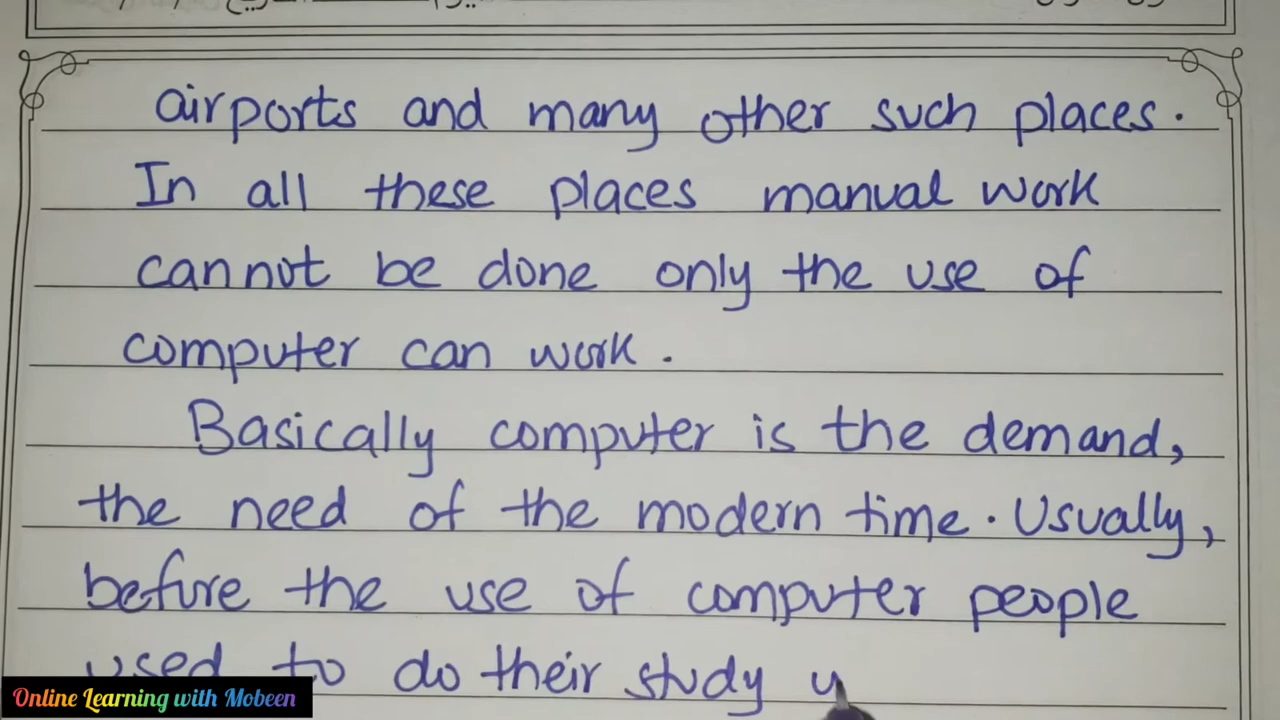 airports and many other such places.
In all these places manual work
cannot be done only the use of
computer can work.
Basically computer is the demand,
the need of the modern time. Usually,
before the use of computer people
used to do their study
Online Learning with Mobeen